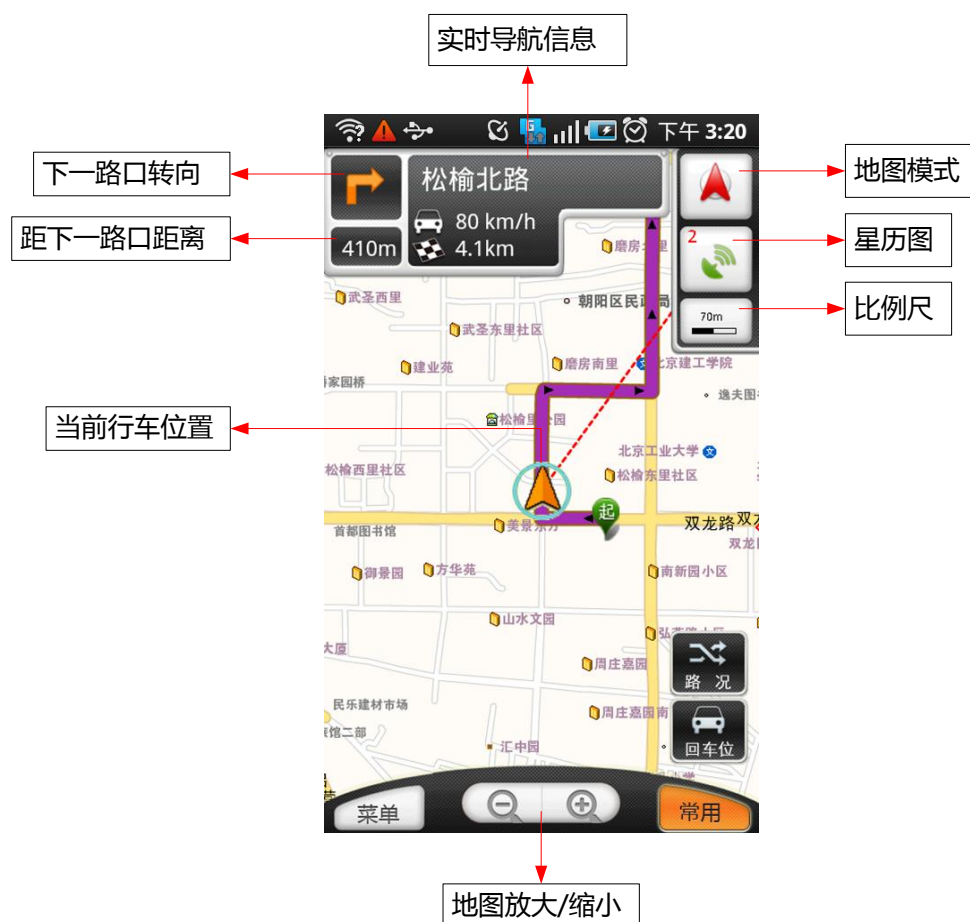 实时导航信息
下午 3:20
下一路口转向
松榆北路
地图模式
80 km/h
距下一路口距离
410m
4.1km
2
星历图
磨房
里
武圣西里
朝阳区民
局
70m
比例尺
武圣东里社区
建业苑
磨房南里
北京建工学院
家园桥
逸夫图
当前行车位置
松榆里公园
北京工业大学
文
松榆西里社区
松榆东里社区
起
美景东方
双龙路
双龙
首都图书馆
双龙
御景园
方华苑
南新园小区
山水文园
大厦
周庄嘉园
路况
民乐建材市场
周庄嘉园南
馆二部
汇中园
回车位
菜单
常用
地图放大/缩小